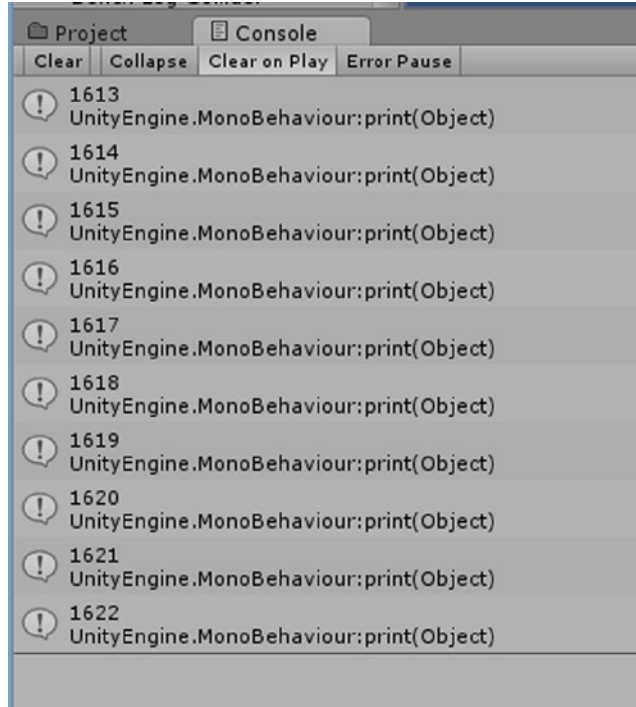 Project
Console
Clear
Collapse
Clear on Play
Error Pause
1613
UnityEngine.MonoBehaviour:print(Object)
1614
UnityEngine.MonoBehaviour:print(Object)
1615
UnityEngine.MonoBehaviour:print(Object)
1616
UnityEngine.MonoBehaviour:print(Object)
1617
UnityEngine.MonoBehaviour:print(Object)
1618
UnityEngine.MonoBehaviour:print(Object)
1619
UnityEngine.MonoBehaviour:print(Object)
1620
UnityEngine.MonoBehaviour:print(Object)
1621
UnityEngine.MonoBehaviour:print(Object)
1622
UnityEngine.MonoBehaviour:print(Object)